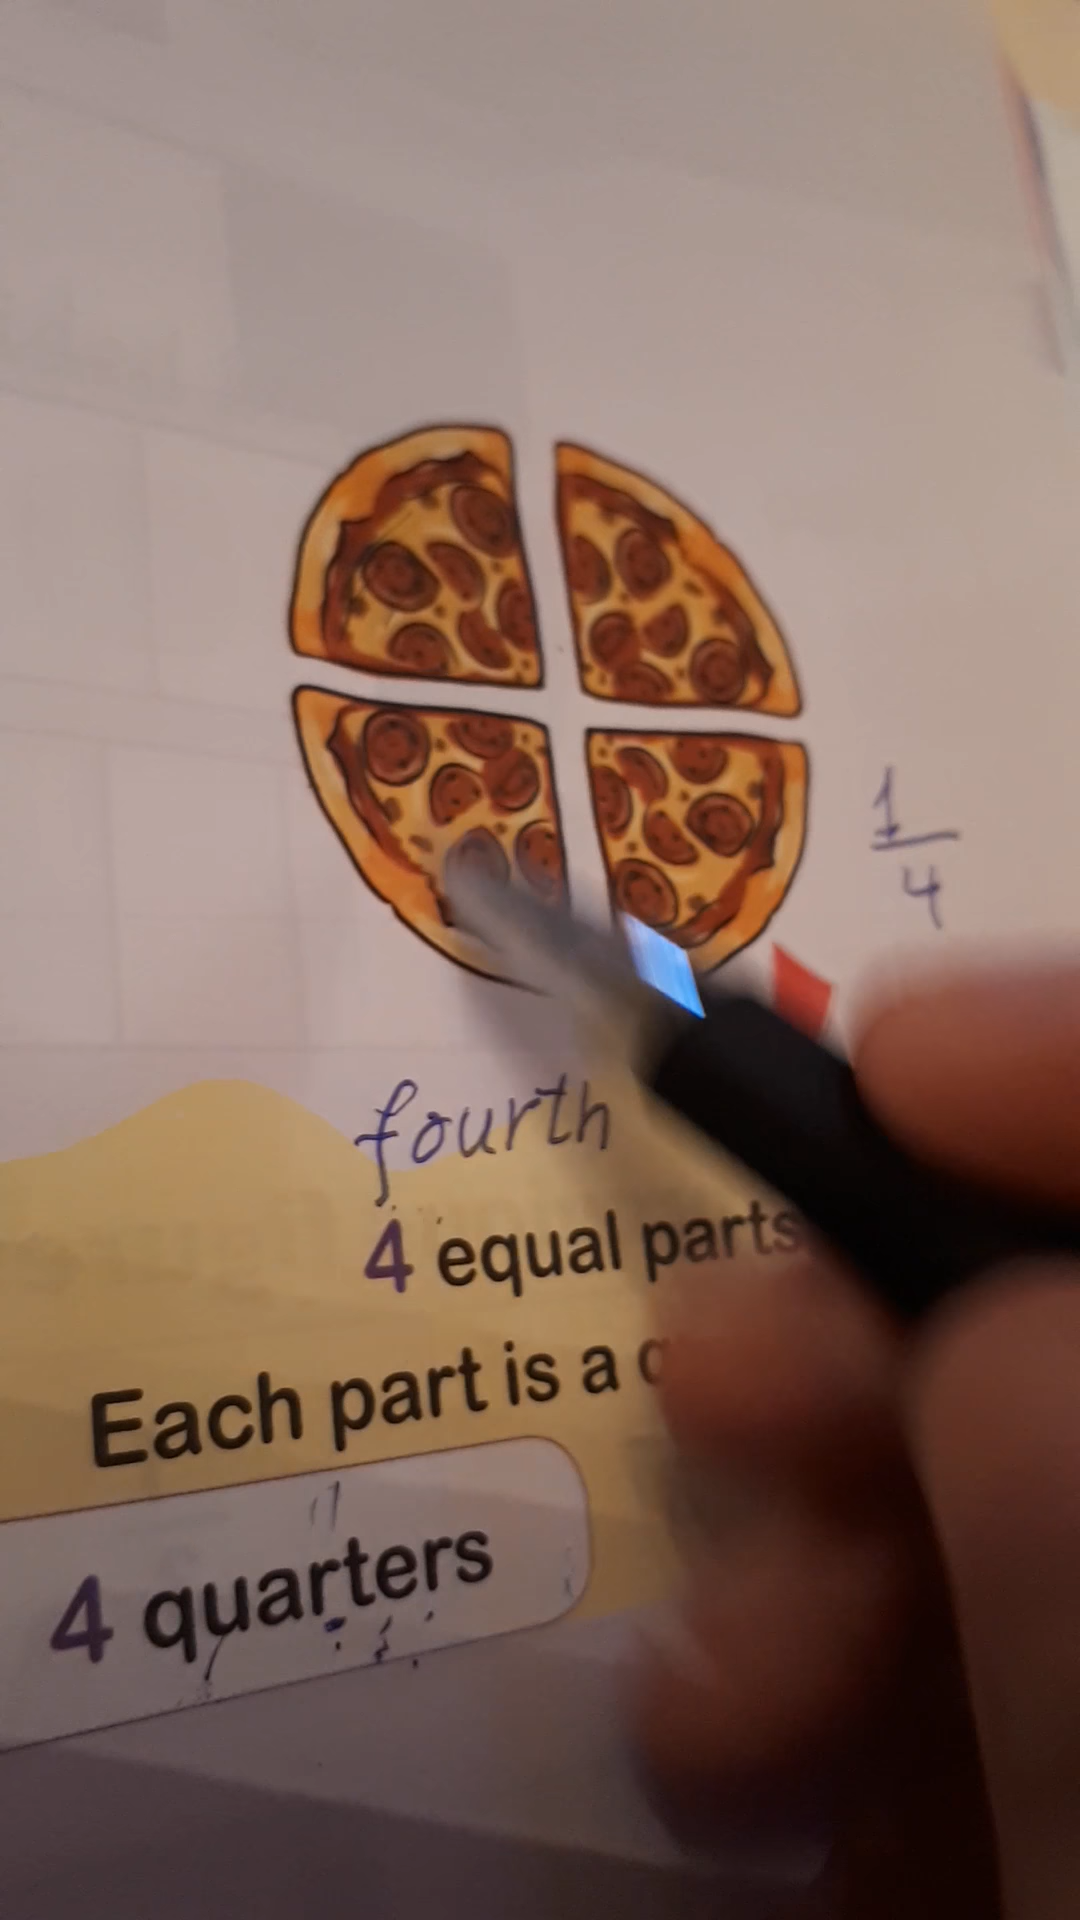 1
4
fourth
4 equal parts
Each part is a
4 quarters